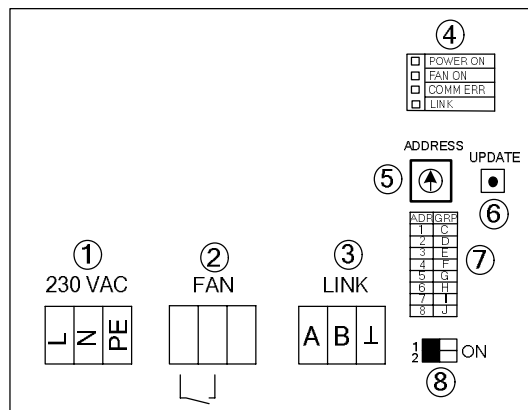 ④
POWER ON
FAN ON
COMM ERR
LINK
ADDRESS
UPDATE
⑤
⑥
ADR GRP
1 C
2 D
3 E
4 F
5 G
6 H
7 I
8 J
⑦
① ② ③
230 VAC FAN LINK
L N PE
A B ⊥
1
2
ON
⑧